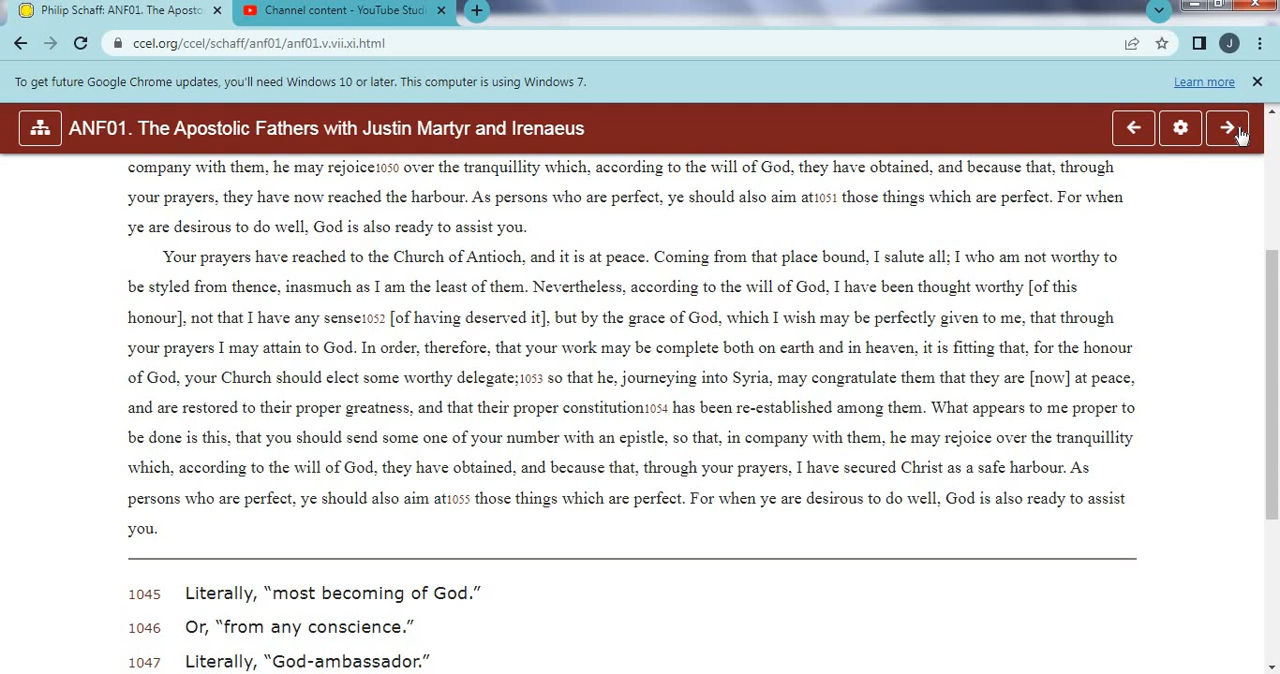 Philip Schaff: ANF01. The Aposto
Channel content - YouTube Studi
ccel.org/ccel/schaff/anf01/anf01.v.vii.xi.html
J
To get future Google Chrome updates, you'll need Windows 10 or later. This computer is using Windows 7.
Learn more
ANF01. The Apostolic Fathers with Justin Martyr and Irenaeus
company with them, he may rejoice1050 over the tranquillity which, according to the will of God, they have obtained, and because that, through
your prayers, they have now reached the harbour. As persons who are perfect, ye should also aim at1051 those things which are perfect. For when
ye are desirous to do well, God is also ready to assist you.
Your prayers have reached to the Church of Antioch, and it is at peace. Coming from that place bound, I salute all; I who am not worthy to
be styled from thence, inasmuch as I am the least of them. Nevertheless, according to the will of God, I have been thought worthy [of this
honour], not that I have any sense1052 [of having deserved it], but by the grace of God, which I wish may be perfectly given to me, that through
your prayers I may attain to God. In order, therefore, that your work may be complete both on earth and in heaven, it is fitting that, for the honour
of God, your Church should elect some worthy delegate;1053 so that he, journeying into Syria, may congratulate them that they are [now] at peace,
and are restored to their proper greatness, and that their proper constitution1054 has been re-established among them. What appears to me proper to
be done is this, that you should send some one of your number with an epistle, so that, in company with them, he may rejoice over the tranquillity
which, according to the will of God, they have obtained, and because that, through your prayers, I have secured Christ as a safe harbour. As
persons who are perfect, ye should also aim at1055 those things which are perfect. For when ye are desirous to do well, God is also ready to assist
you.
1045 Literally, “most becoming of God.”
1046 Or, “from any conscience.”
1047 Literally, “God-ambassador.”